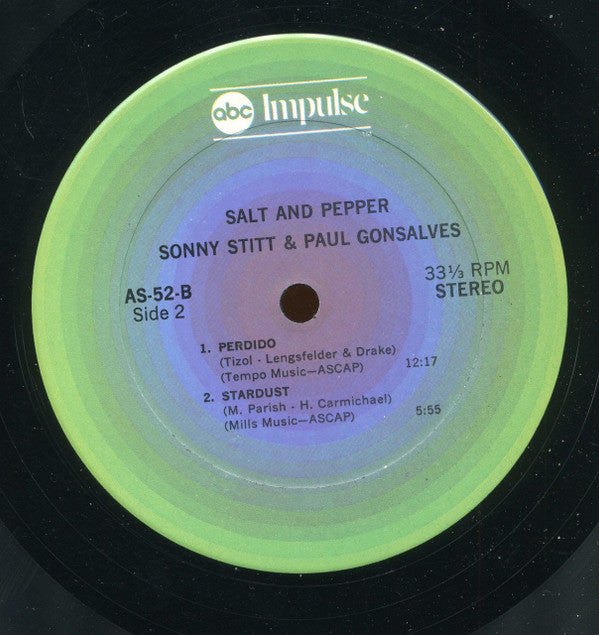 abc Impulse
SALT AND PEPPER
SONNY STITT & PAUL GONSALVES
AS-52-B
Side 2
33⅓ RPM
STEREO
1. PERDIDO
(Tizol - Lengsfelder & Drake)
(Tempo Music—ASCAP) 12:17
2. STARDUST
(M. Parish - H. Carmichael)
(Mills Music—ASCAP) 5:55